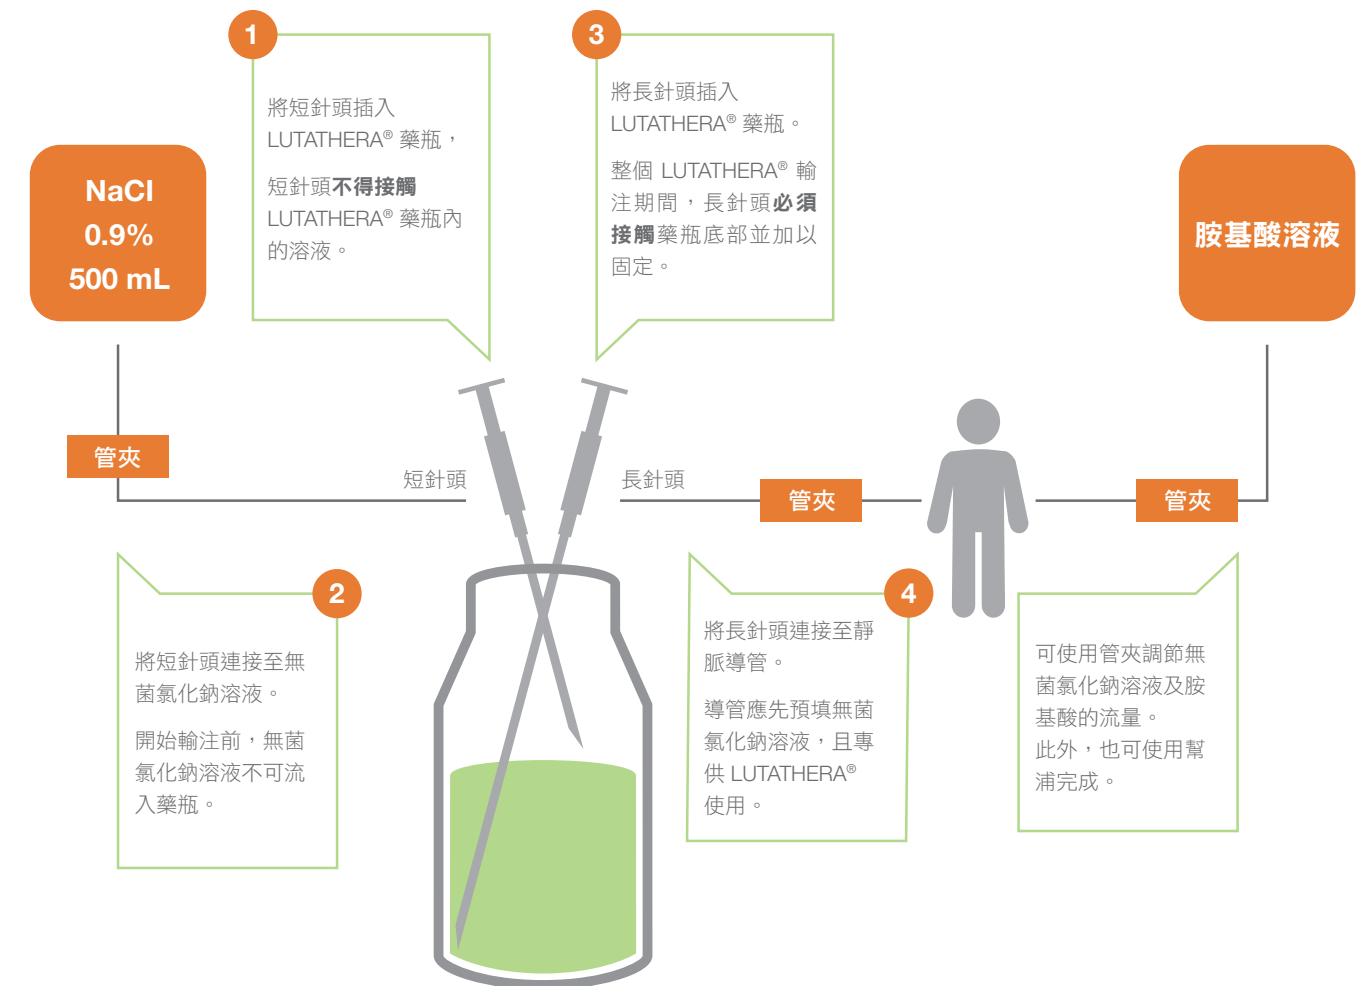 1
將短針頭插入
LUTATHERA® 藥瓶，
短針頭不得接觸
LUTATHERA® 藥瓶內
的溶液。
3
將長針頭插入
LUTATHERA® 藥瓶。
整個 LUTATHERA® 輸
注期間，長針頭必須
接觸藥瓶底部並加以
固定。
NaCl
0.9%
500 mL
胺基酸溶液
管夾
短針頭
長針頭
管夾
管夾
2
將短針頭連接至無
菌氯化鈉溶液。
開始輸注前，無菌
氯化鈉溶液不可流
入藥瓶。
4
將長針頭連接至靜
脈導管。
導管應先預填無菌
氯化鈉溶液，且專
供 LUTATHERA®
使用。
可使用管夾調節無
菌氯化鈉溶液及胺
基酸的流量。
此外，也可使用幫
浦完成。